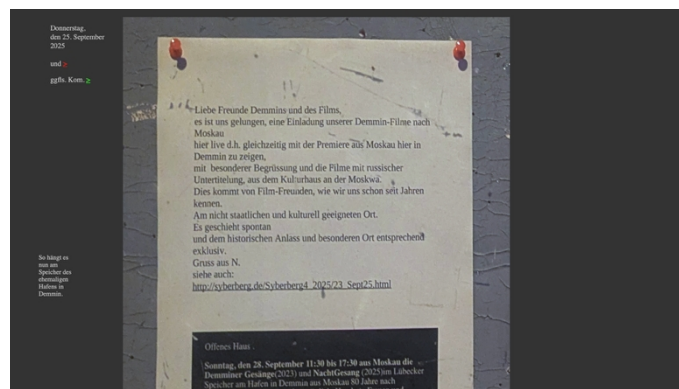 Donnerstag,
den 25. September
2025
und >
ggfls. Kom.>
Liebe Freunde Demmins und des Films,
es ist uns gelungen, eine Einladung unserer Demmin-Filme nach
Moskau
hier live d.h. gleichzeitig mit der Premiere aus Moskau hier in
Demmin zu zeigen,
mit besonderer Begrüssung und die Filme mit russischer
Untertitelung, aus dem Kulturhaus an der Moskwa.
Dies kommt von Film-Freunden, wie wir uns schon seit Jahren
kennen.
Am nicht staatlichen und kulturell geeigneten Ort.
Es geschieht spontan
und dem historischen Anlass und besonderen Ort entsprechend
exklusiv.
Gruss aus N.
siehe auch:
http://syberberg.de/Syberberg4_2025/23_Sept25.html
So hängt es
nun am
Speicher des
ehemaligen
Hafens in
Demmin.
Offenes Haus
Sonntag, den 28. September 11:30 bis 17:30 aus Moskau die
Demminer Gesänge(2023) und NachtGesang (2025)im Lübecker
Speicher am Hafen in Demmin aus Moskau 80 Jahre nach